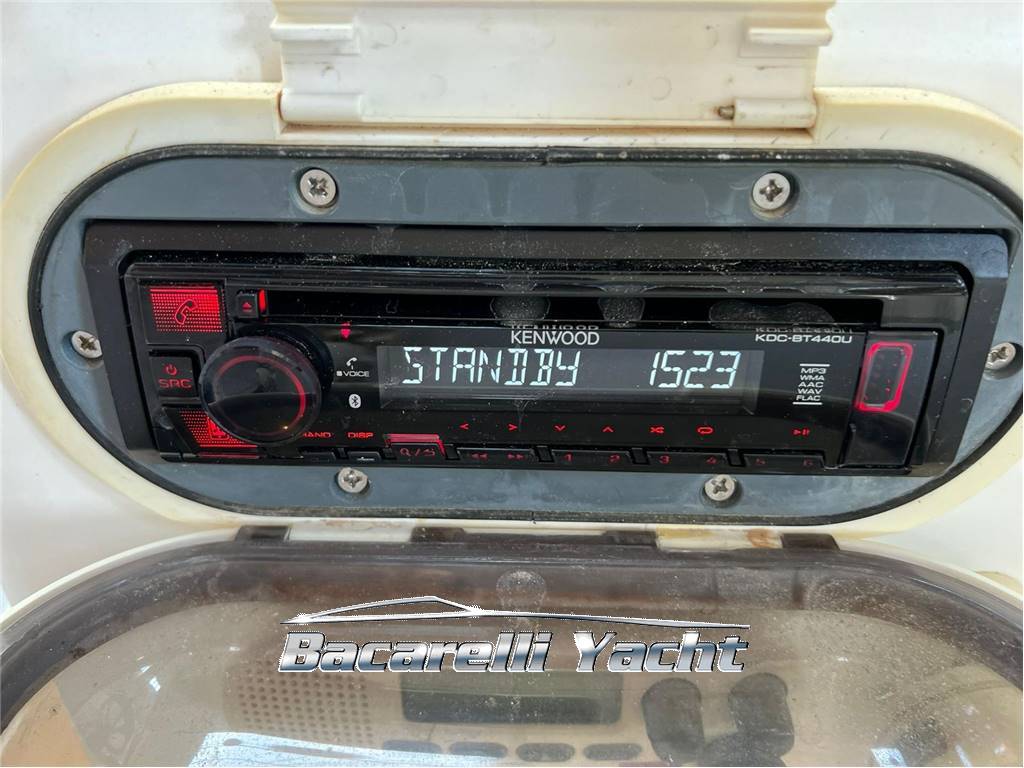 KENWOOD
KDC-BT440U
VOICE
STANDBY 1523
MP3
WMA
AAC
WAV
FLAC
SRC
DISP
1 2 3 4 5 6
Bacarelli Yacht